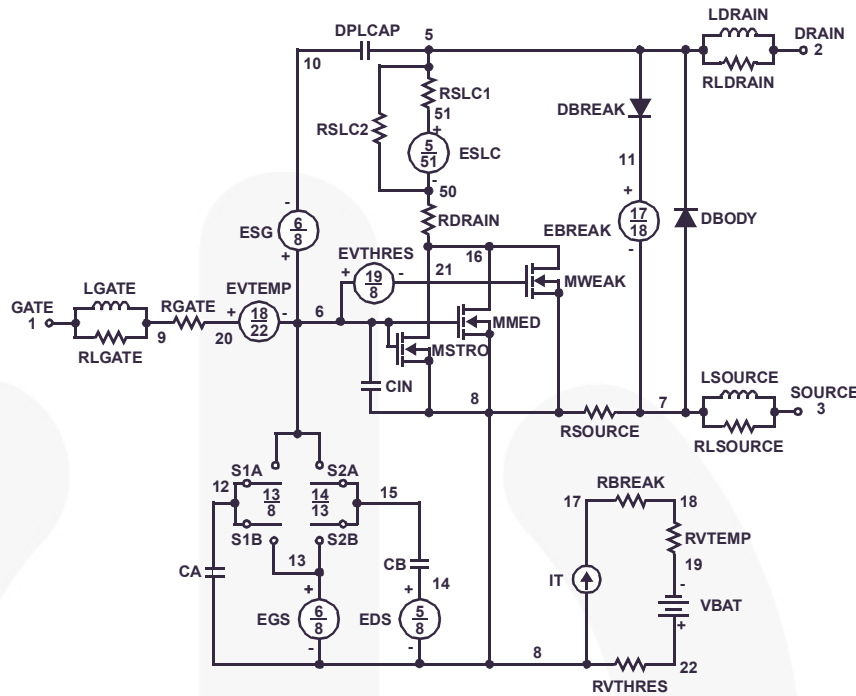 LDRAIN
DPLCAP 5 DRAIN
10 2
RLDRAIN
RSLC1
DBREAK
51
RSLC2
+
5
51
ESLC
11
-
50
-
+
17
18
DBODY
RDRAIN
6
8
ESG
EBREAK
EVTHRES
+
16
-
21
+ 19
8
-
MWEAK
LGATE
EVTEMP
GATE
RGATE
+
18
22
-
6
MMED
1
9
20
MSTRO
RLGATE
LSOURCE
CIN
8
7
SOURCE
3
RSOURCE
RLSOURCE
S1A S2A
12
13
8
14
13
15
RBREAK
17 18
S1B S2B
RVTEMP
13
CB
19
CA
IT
-
+ + 14
VBAT
EGS
6
8
EDS
5
8
+
- -
8
22
RVTHRES